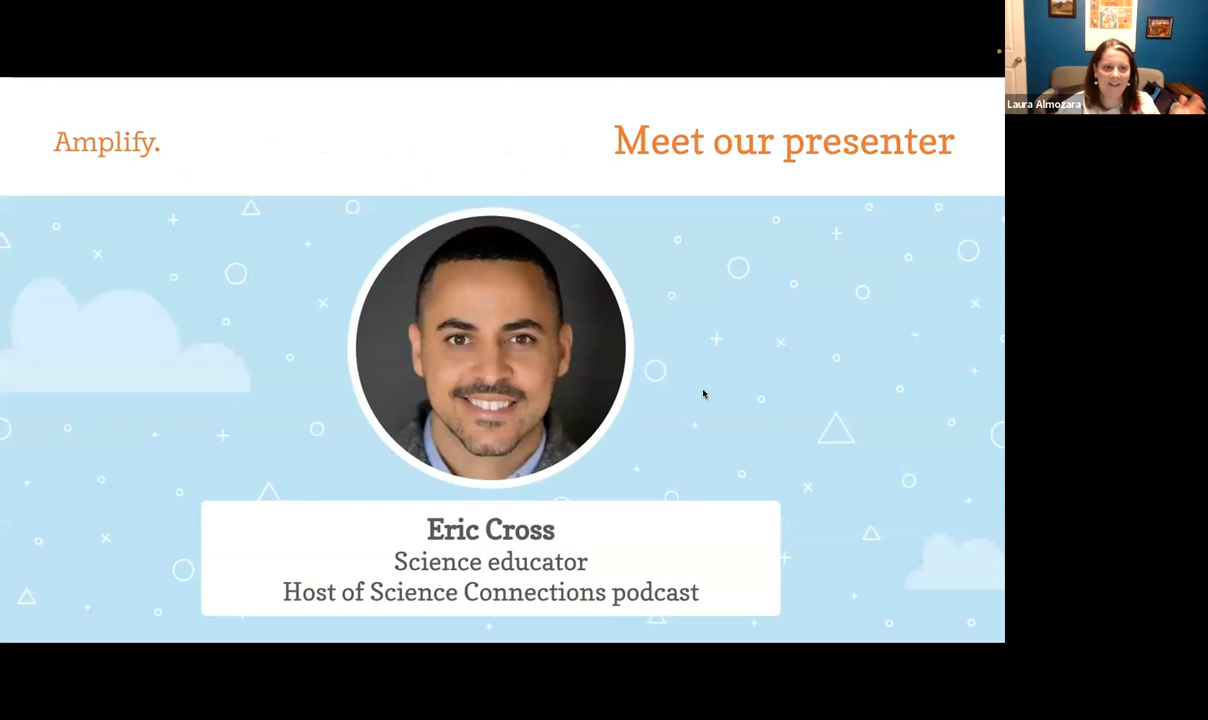 Amplify.
Meet our presenter
Laura Almozara
Eric Cross
Science educator
Host of Science Connections podcast